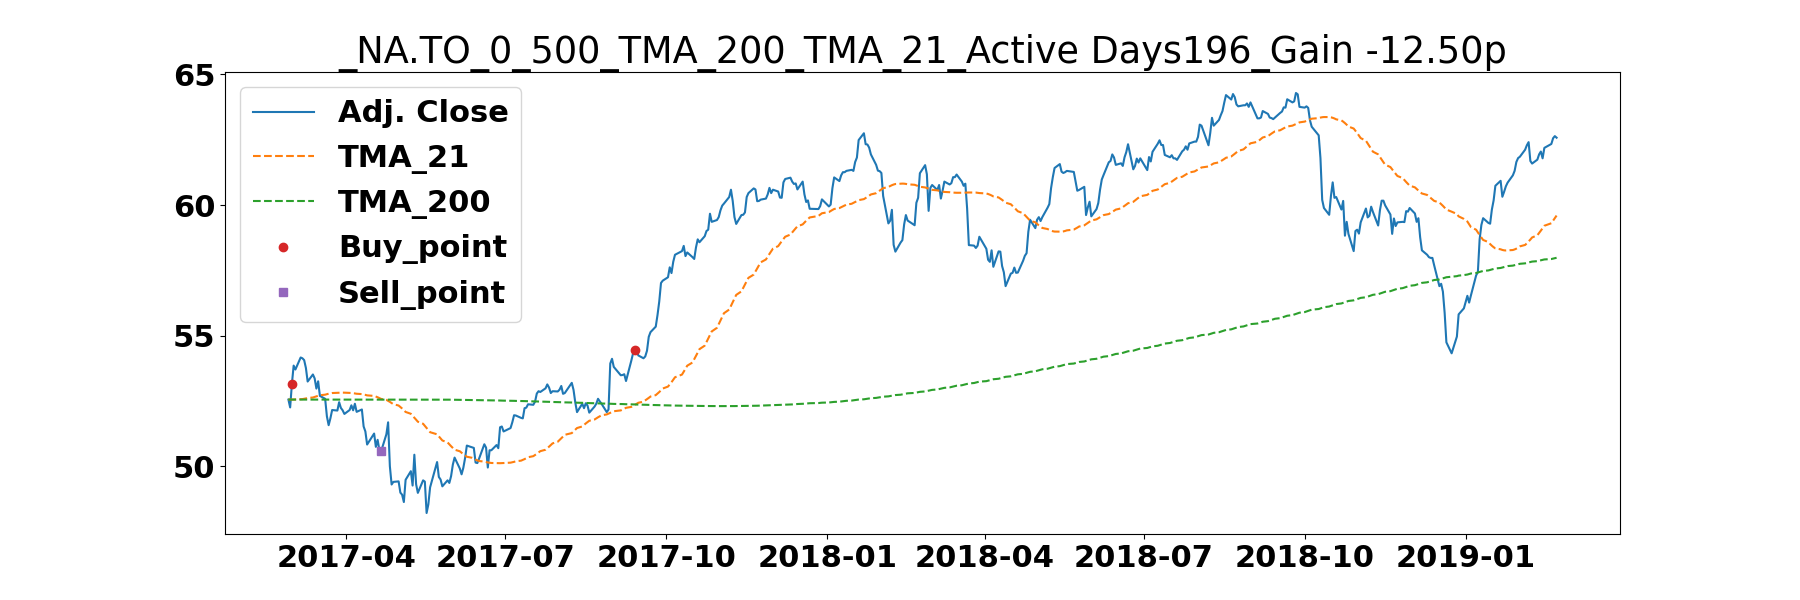 _NA.TO_0_500_TMA_200_TMA_21_Active Days196_Gain -12.50p
65
60
55
50
Adj. Close
TMA_21
TMA_200
Buy_point
Sell_point
2017-04 2017-07 2017-10 2018-01 2018-04 2018-07 2018-10 2019-01